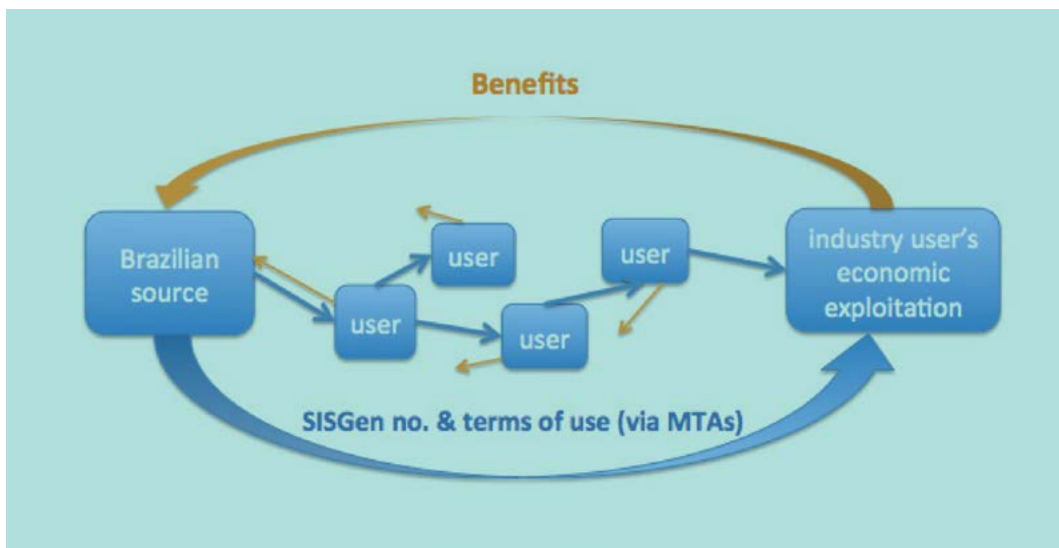 Benefits
Brazilian
source
user
user
user
user
industry user's
economic
exploitation
SISGen no. & terms of use (via MTAs)